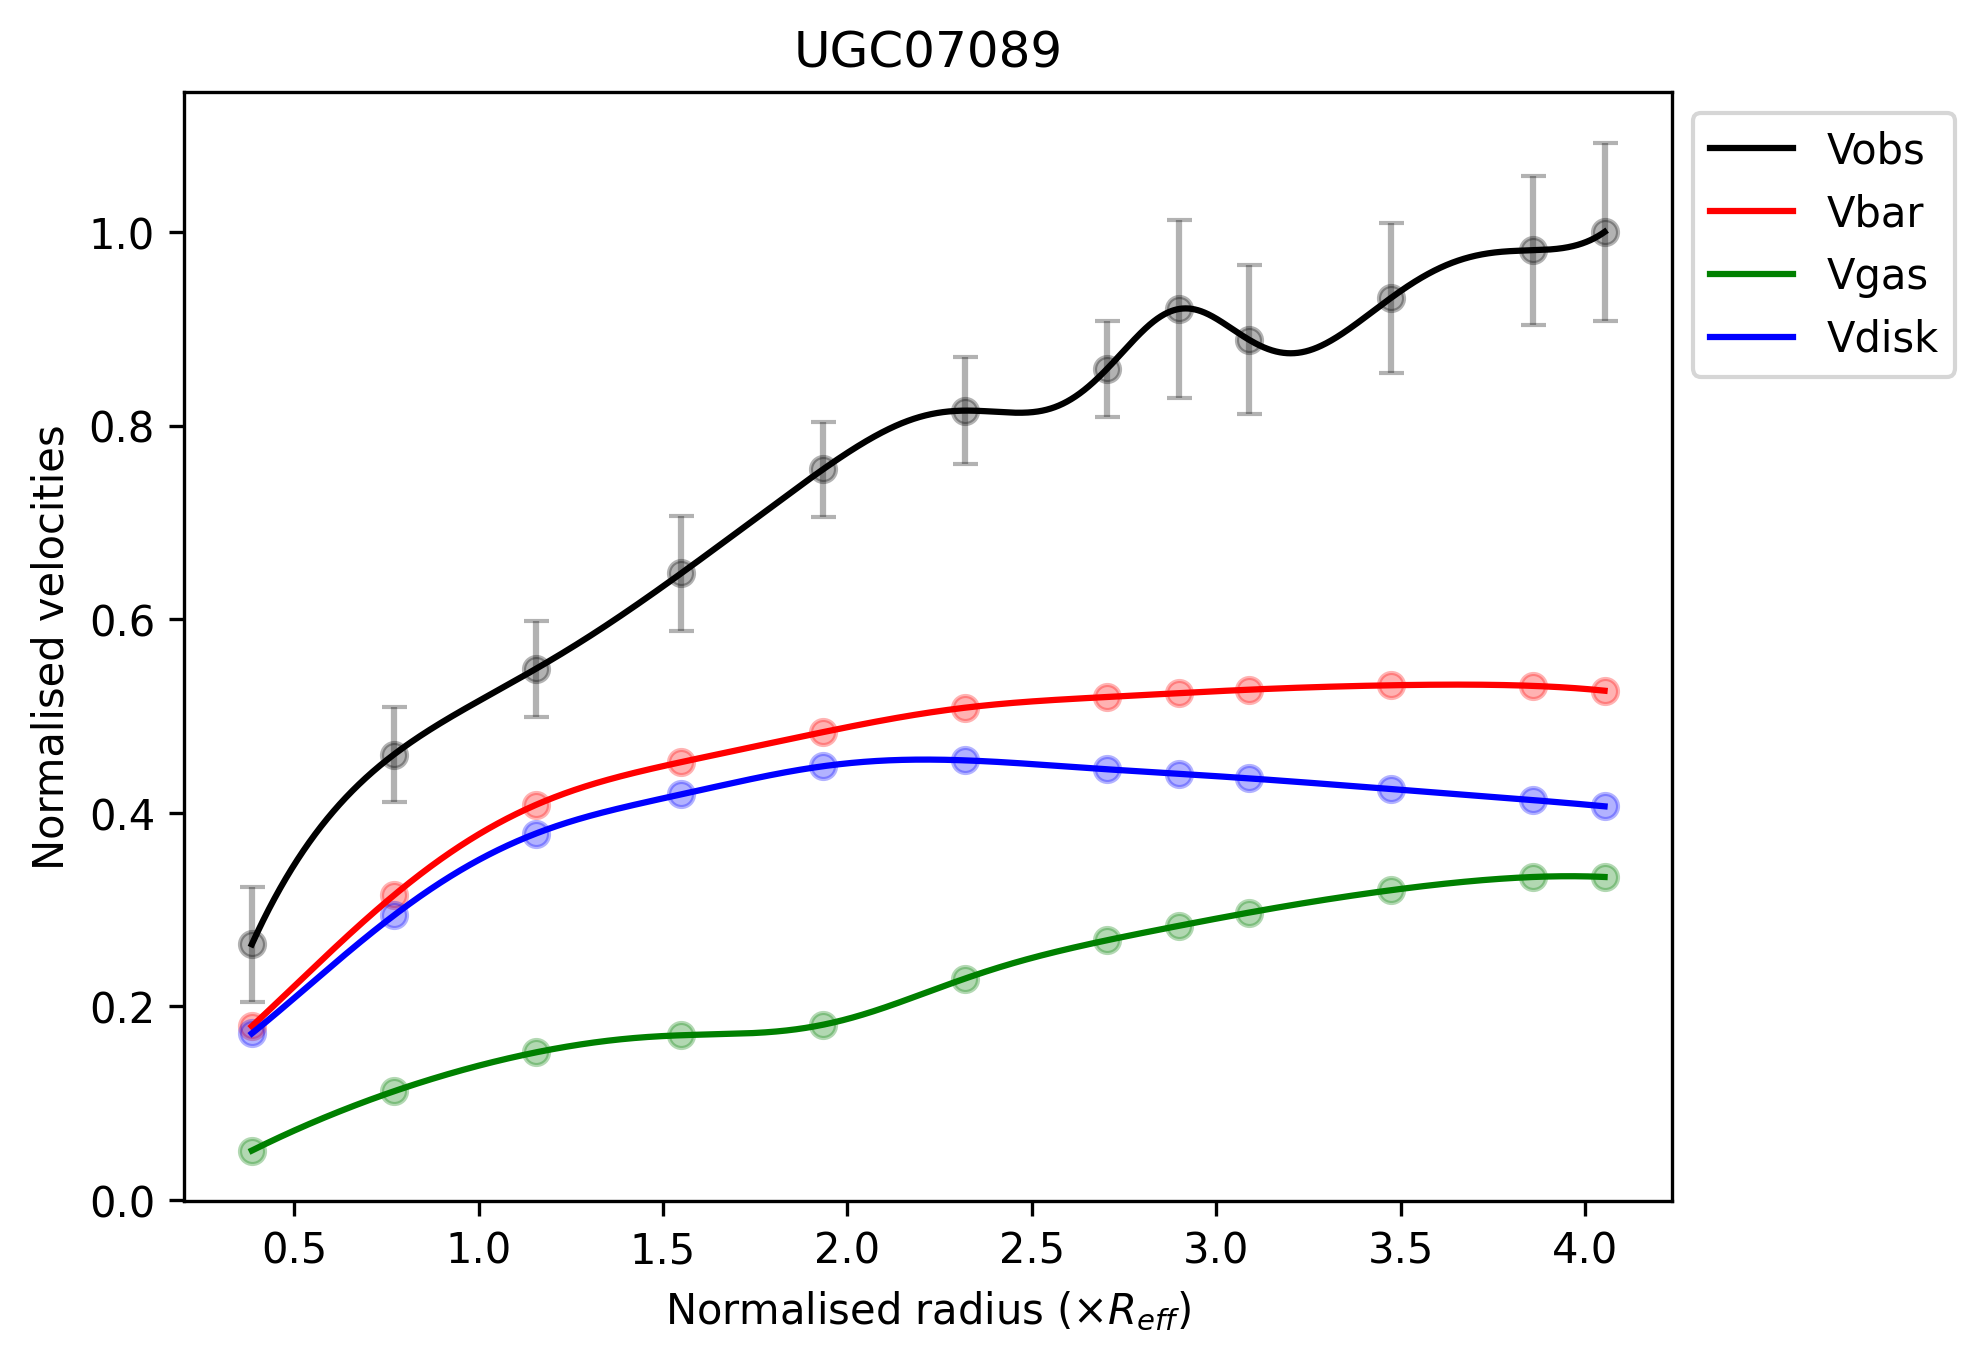 UGC07089
Vobs
Vbar
Vgas
Vdisk
Normalised velocities
1.0
0.8
0.6
0.4
0.2
0.0
0.5 1.0 1.5 2.0 2.5 3.0 3.5 4.0
Normalised radius (×R_eff)